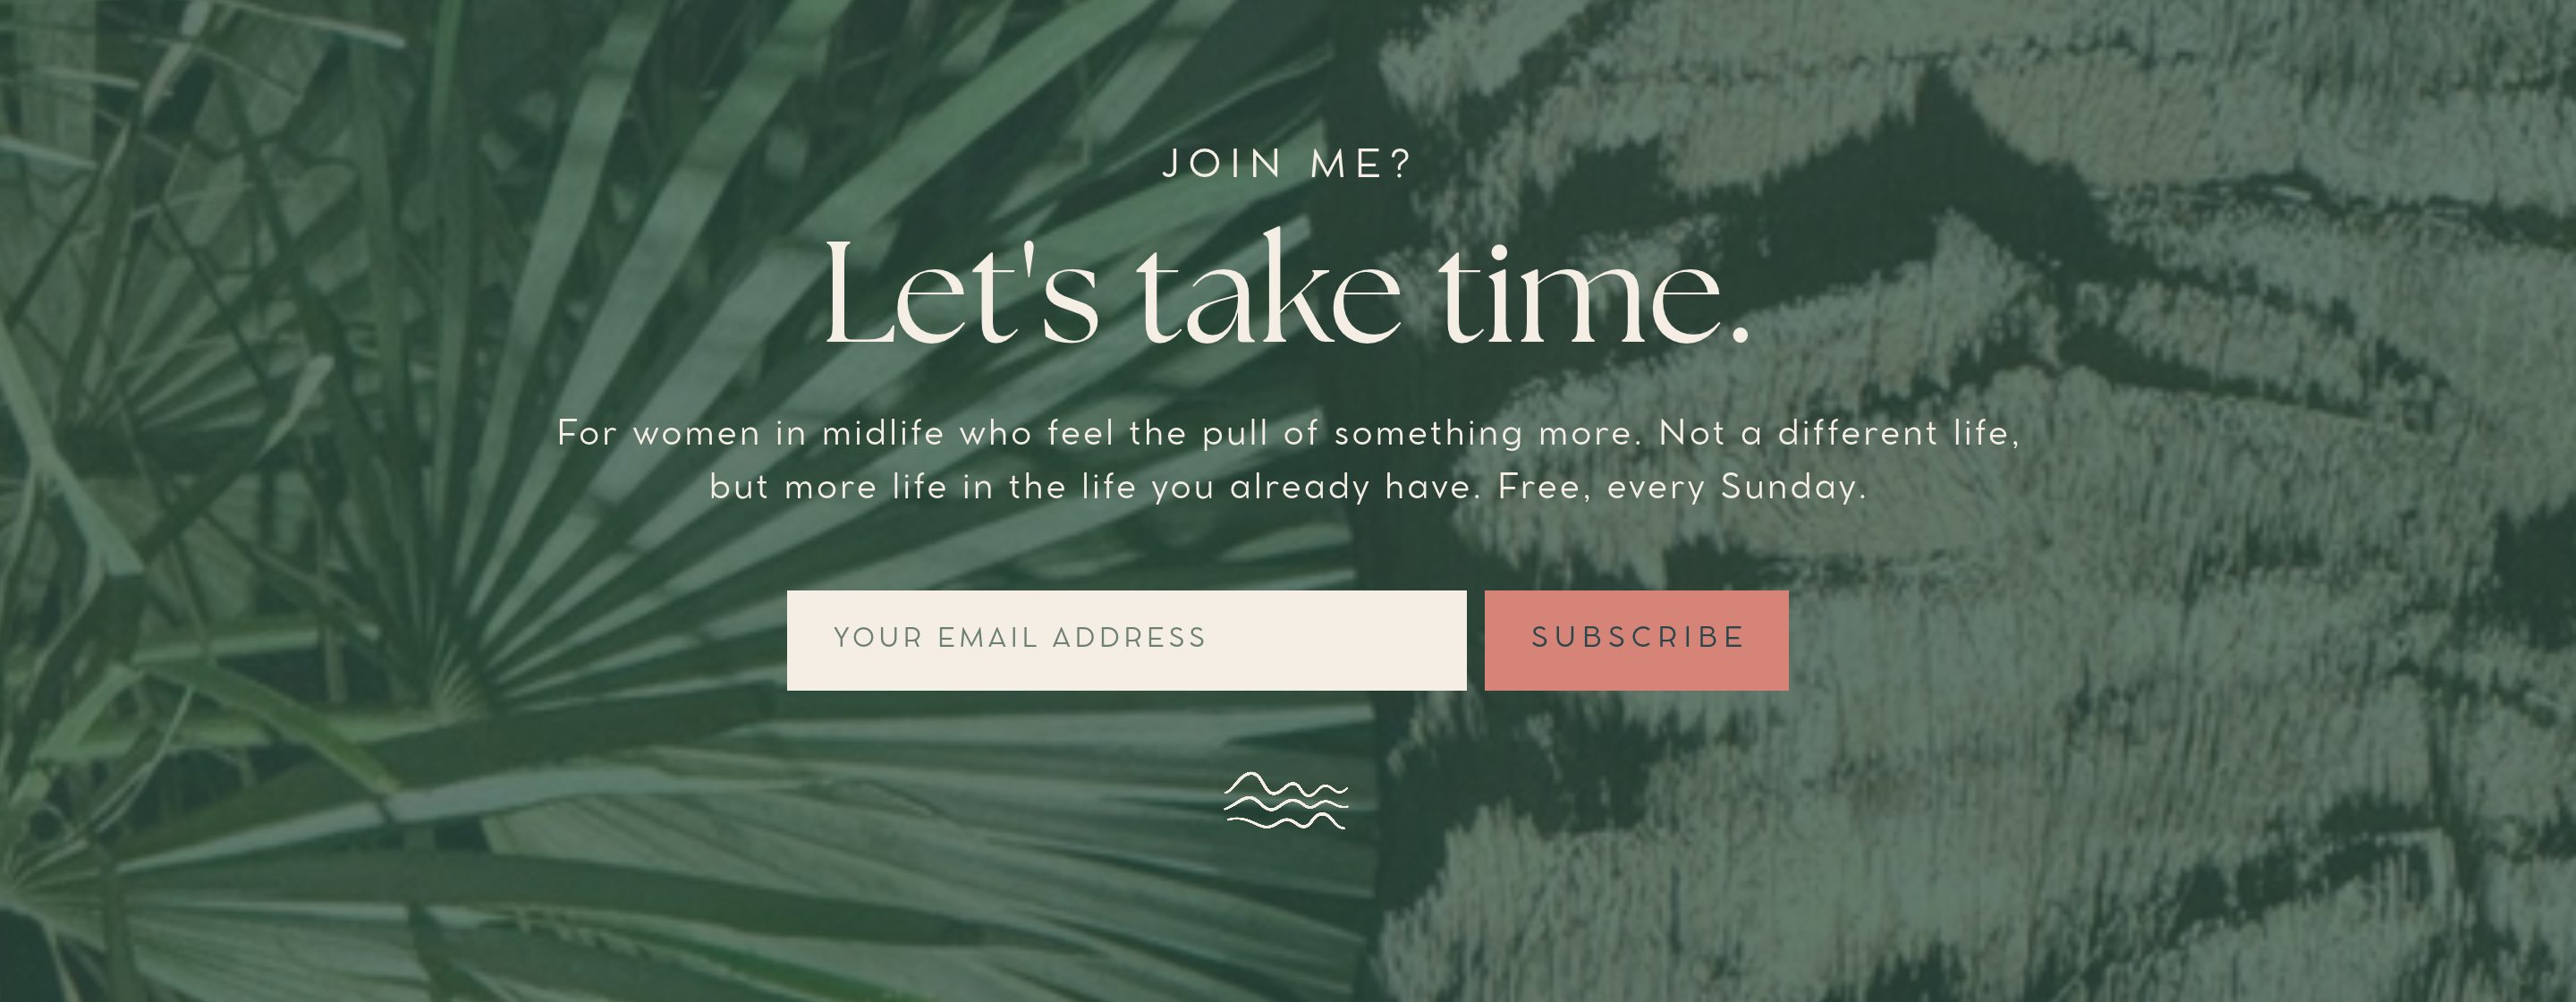 JOIN ME?
Let's take time.
For women in midlife who feel the pull of something more. Not a different life,
but more life in the life you already have. Free, every Sunday.
YOUR EMAIL ADDRESS
SUBSCRIBE